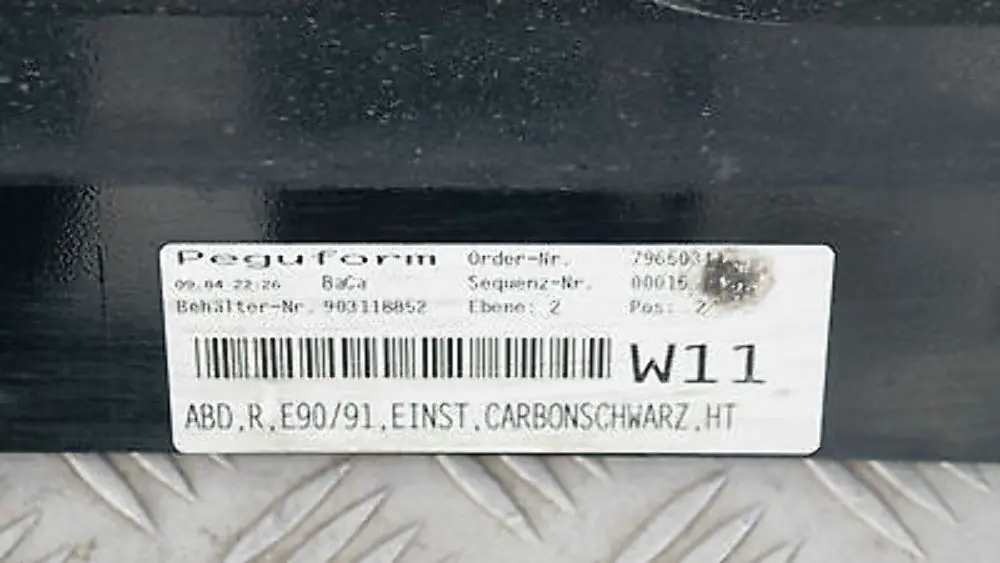 Peguform Order-Nr.
09.04 22:26 BaCa Sequenz-Nr. 00016
Behälter-Nr. 903118852 Ebene: 2 Pos:
W11
ABD,R,E90/91,EINST,CARBONSCHWARZ,HT